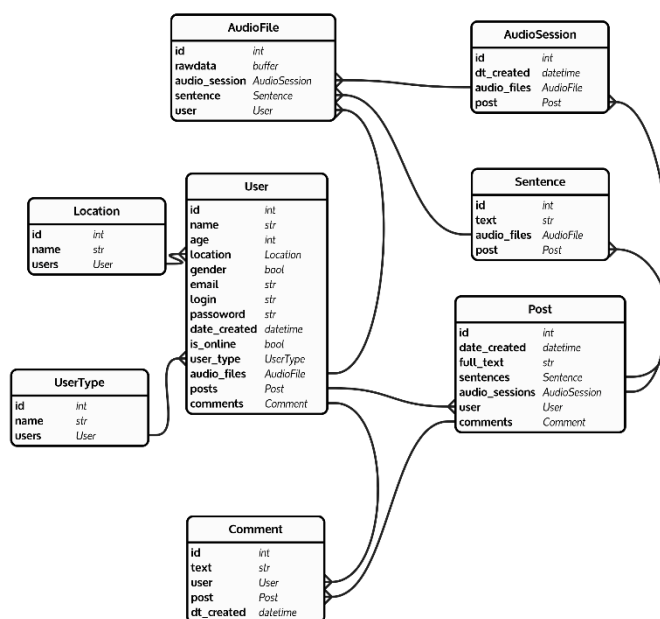 AudioFile
id int
rawdata buffer
audio_session AudioSession
sentence Sentence
user User
AudioSession
id int
dt_created datetime
audio_files AudioFile
post Post
User
id int
name str
age int
location Location
gender bool
email str
login str
passoword str
date_created datetime
is_online bool
user_type UserType
audio_files AudioFile
posts Post
comments Comment
Location
id int
name str
users User
Sentence
id int
text str
audio_files AudioFile
post Post
Post
id int
date_created datetime
full_text str
sentences Sentence
audio_sessions AudioSession
user User
comments Comment
UserType
id int
name str
users User
Comment
id int
text str
user User
post Post
dt_created datetime